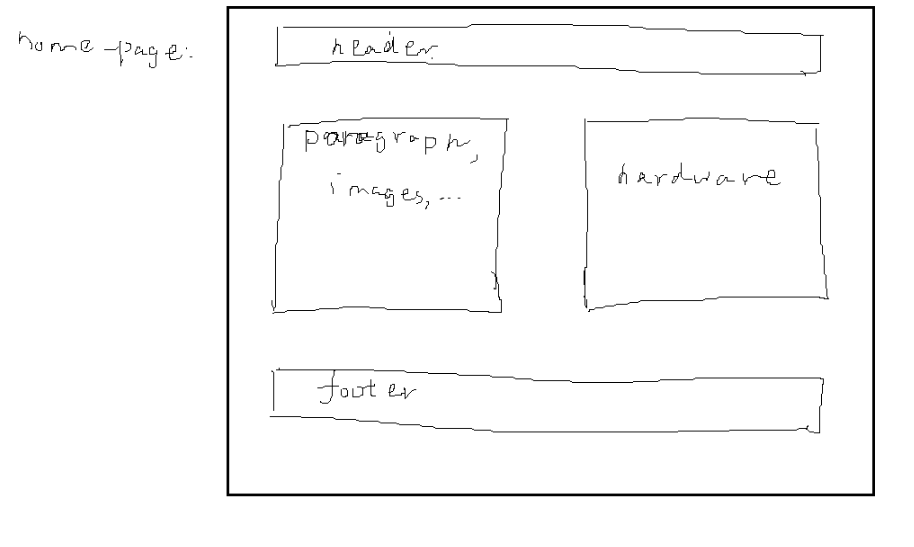 home-page:
header
paragraph,
images, ...
hardware
footer